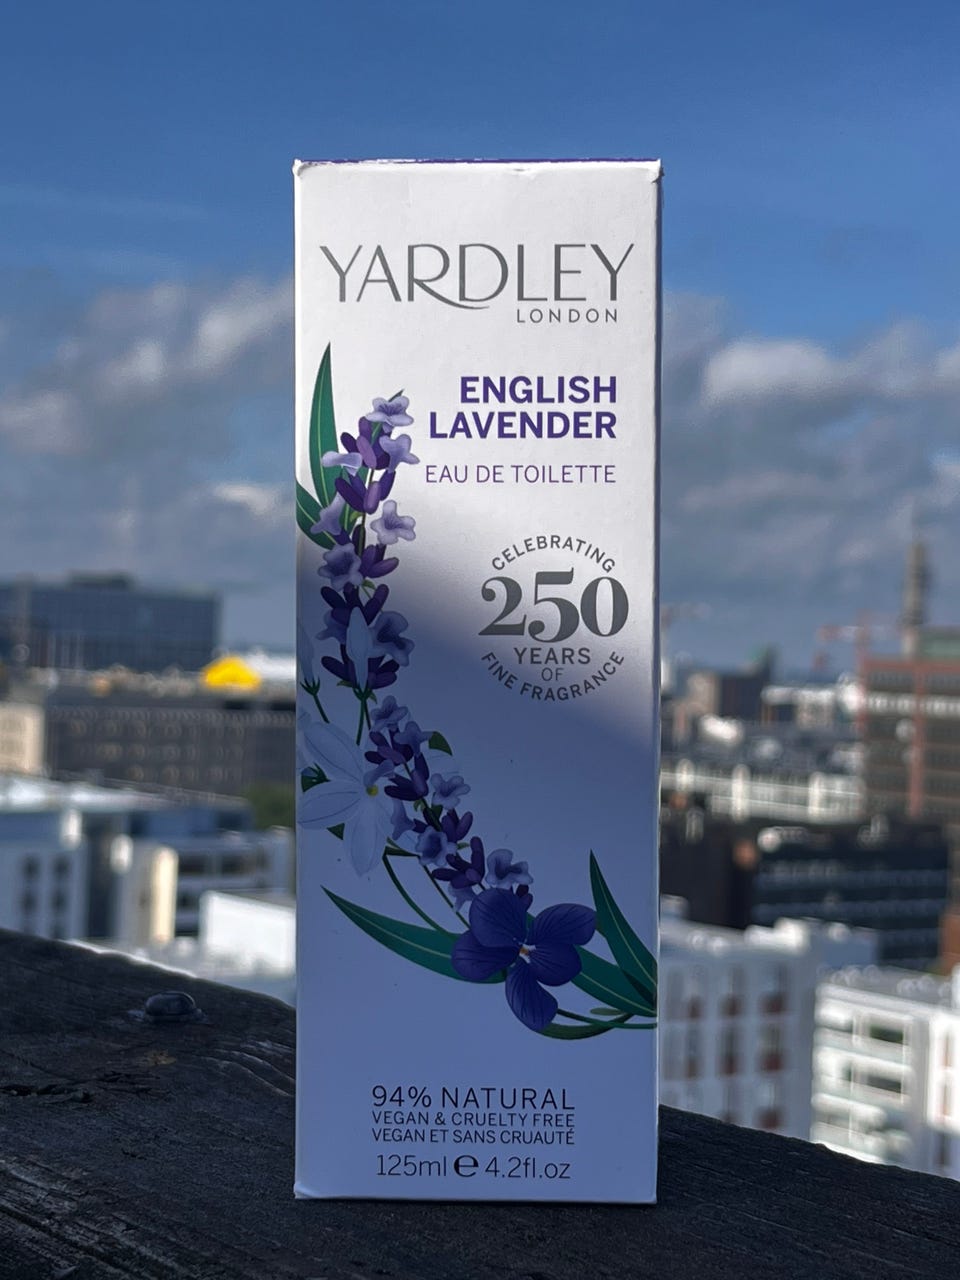 YARDLEY
LONDON
ENGLISH
LAVENDER
EAU DE TOILETTE
CELEBRATING
250
YEARS
OF
FINE FRAGRANCE
94% NATURAL
VEGAN & CRUELTY FREE
VEGAN ET SANS CRUAUTÉ
125ml ℮ 4.2fl.oz